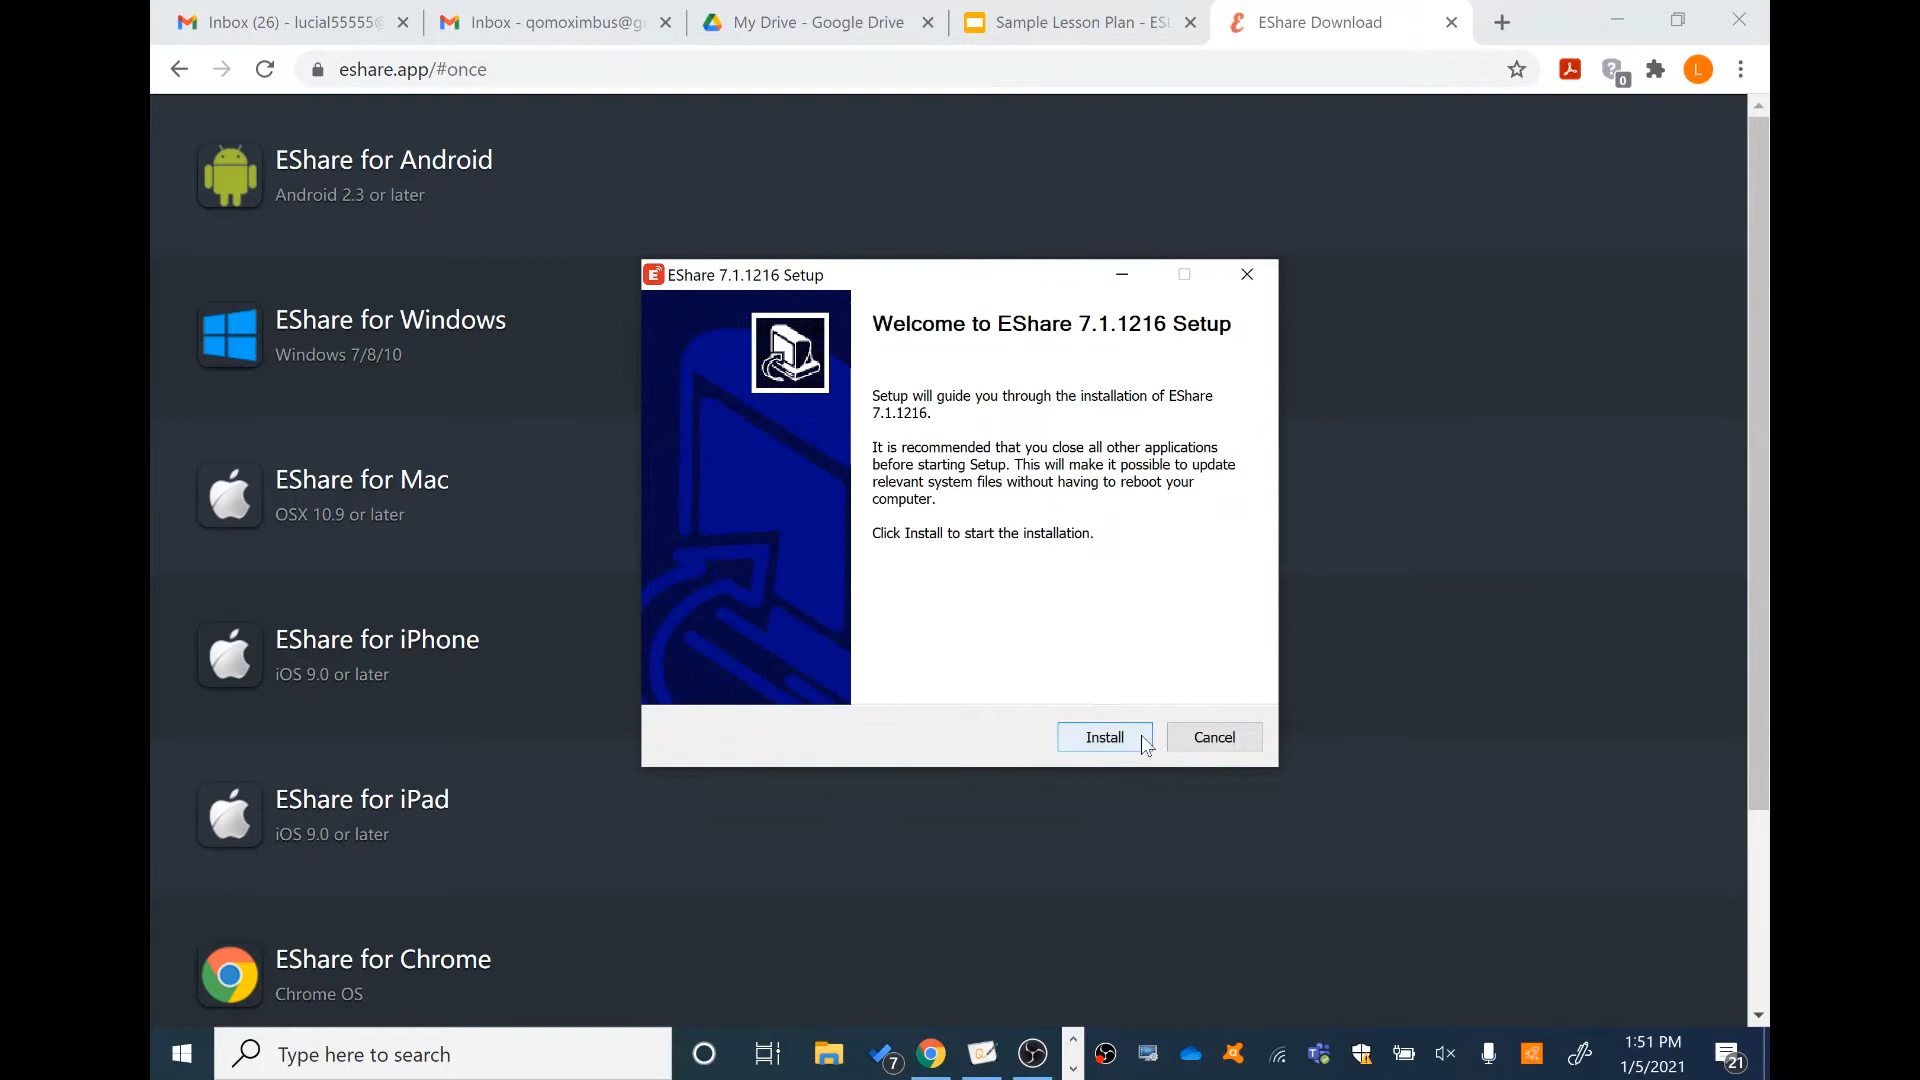 Inbox (26) - lucial55555@
Inbox - qomoximbus@g
My Drive - Google Drive
Sample Lesson Plan - ESL
EShare Download
eshare.app/#once
0
L
EShare for Android
Android 2.3 or later
EShare for Windows
Windows 7/8/10
EShare for Mac
OSX 10.9 or later
EShare for iPhone
iOS 9.0 or later
EShare for iPad
iOS 9.0 or later
EShare for Chrome
Chrome OS
EShare 7.1.1216 Setup
Welcome to EShare 7.1.1216 Setup
Setup will guide you through the installation of EShare
7.1.1216.
It is recommended that you close all other applications
before starting Setup. This will make it possible to update
relevant system files without having to reboot your
computer.
Click Install to start the installation.
Install
Cancel
Type here to search
7
1:51 PM
1/5/2021
21